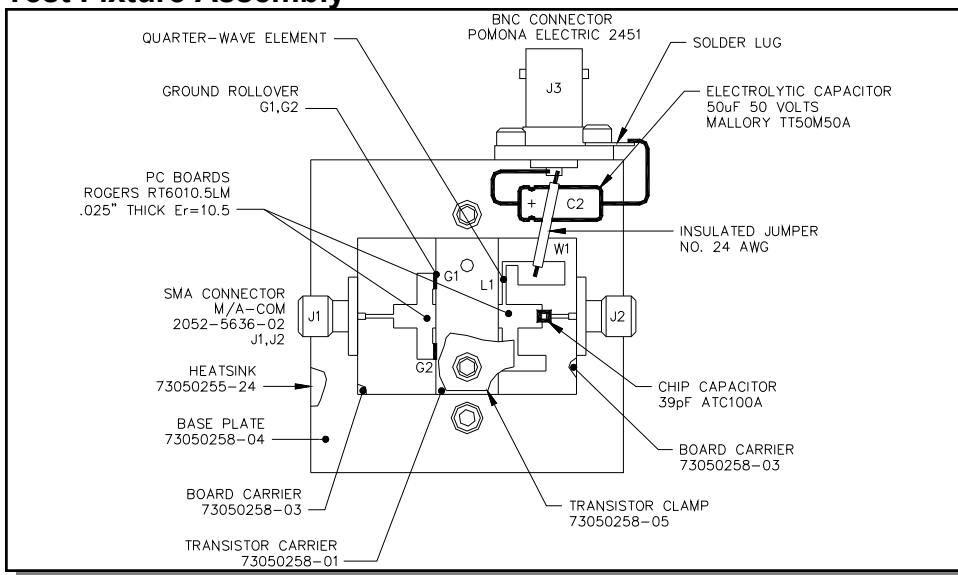 Test Fixture Assembly
BNC CONNECTOR
POMONA ELECTRIC 2451
QUARTER-WAVE ELEMENT
SOLDER LUG
J3
GROUND ROLLOVER
G1,G2
ELECTROLYTIC CAPACITOR
50uF 50 VOLTS
MALLORY TT50M50A
PC BOARDS
ROGERS RT6010.5LM
.025" THICK Er=10.5
+ C2
INSULATED JUMPER
NO. 24 AWG
W1
G1
L1
SMA CONNECTOR
M/A-COM
2052-5636-02
J1,J2
J1
J2
G2
HEATSINK
73050255-24
CHIP CAPACITOR
39pF ATC100A
BASE PLATE
73050258-04
BOARD CARRIER
73050258-03
BOARD CARRIER
73050258-03
TRANSISTOR CLAMP
73050258-05
TRANSISTOR CARRIER
73050258-01